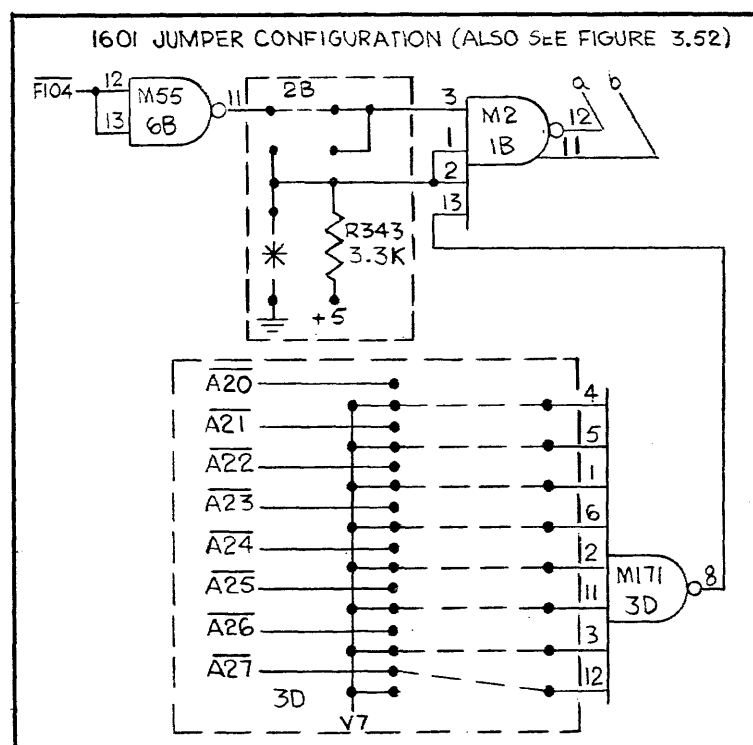 1601 JUMPER CONFIGURATION (ALSO SEE FIGURE 3.52)
a b
F104
12
13
M55
6B
11
2B
3
1
2
13
M2
1B
12
11
R343
3.3K
+5
A20
A21
A22
A23
A24
A25
A26
A27
3D
V7
4
5
1
6
2
11
3
12
M171
3D
8